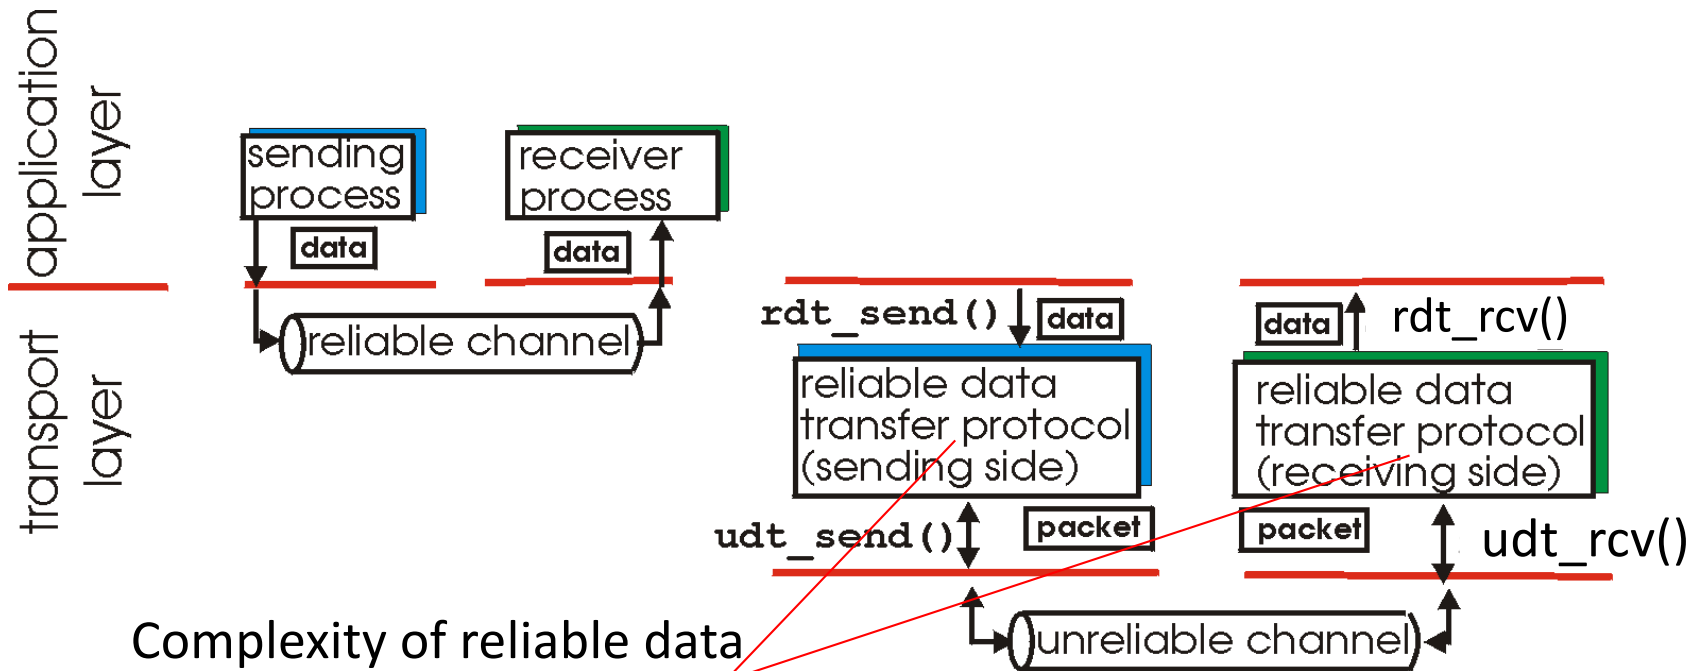 application
layer
transport
layer
sending
process
data
receiver
process
data
reliable channel
rdt_send()
data
reliable data
transfer protocol
(sending side)
udt_send()
packet
data
rdt_rcv()
reliable data
transfer protocol
(receiving side)
packet
udt_rcv()
unreliable channel
Complexity of reliable data